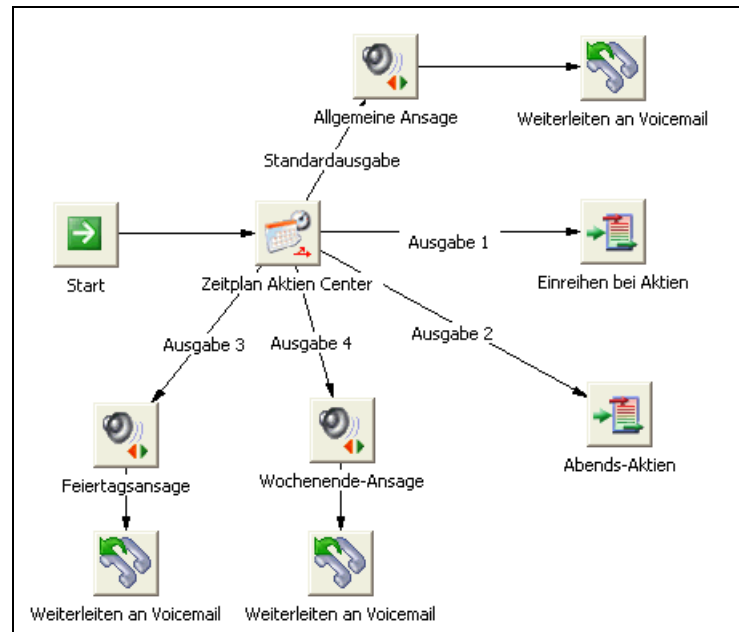 Allgemeine Ansage
Weiterleiten an Voicemail
Standardausgabe
Start
Zeitplan Aktien Center
Ausgabe 1
Einreihen bei Aktien
Ausgabe 3
Ausgabe 4
Ausgabe 2
Feiertagsansage
Wochenende-Ansage
Abends-Aktien
Weiterleiten an Voicemail
Weiterleiten an Voicemail